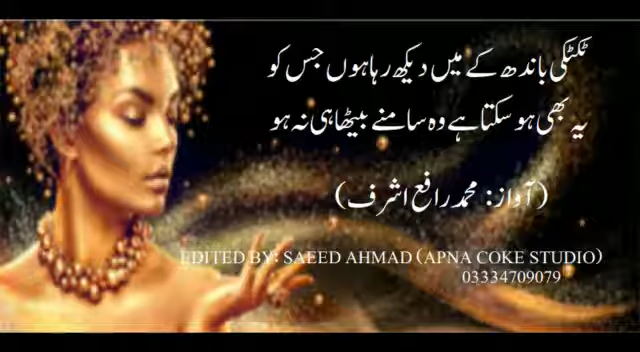 ٹکٹکی باندھ کے میں دیکھ رہا ہوں جس کو
یہ بھی ہو سکتا ہے وہ سامنے بیٹھا ہی نہ ہو
(آواز: محمد رافع اشرف)
EDITED BY: SAEED AHMAD (APNA COKE STUDIO)
03334709079